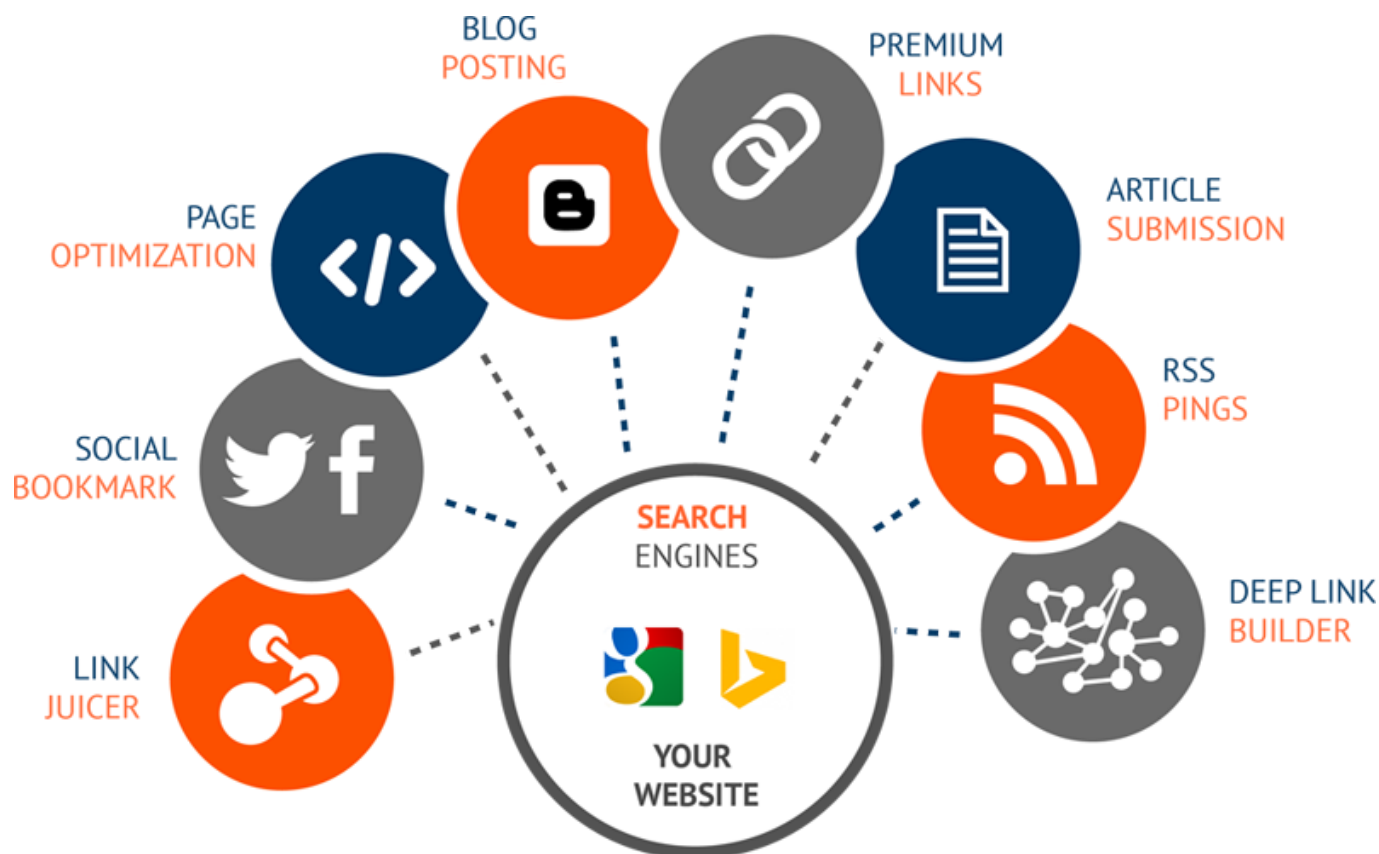 BLOG
POSTING
PREMIUM
LINKS
PAGE
OPTIMIZATION
ARTICLE
SUBMISSION
SOCIAL
BOOKMARK
RSS
PINGS
LINK
JUICER
DEEP LINK
BUILDER
SEARCH
ENGINES
YOUR
WEBSITE